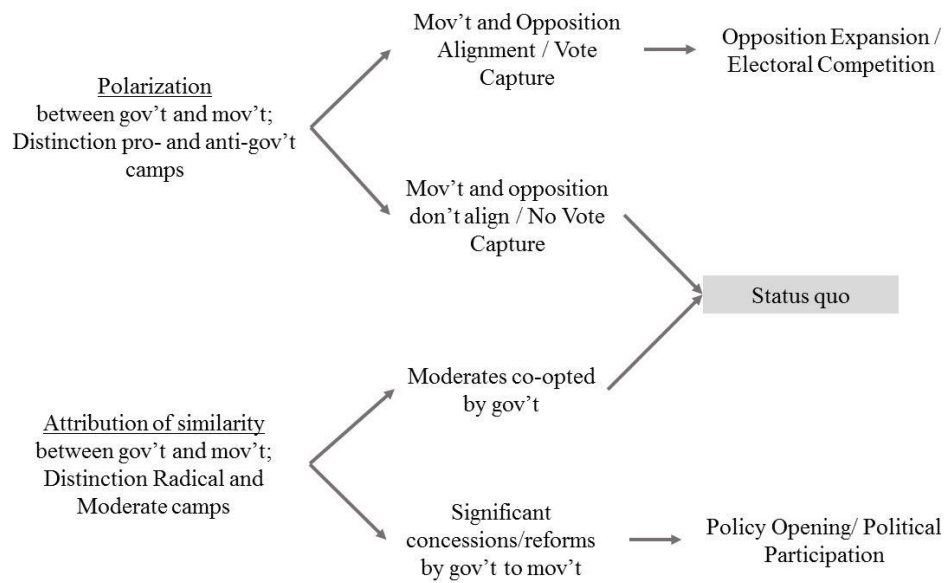 Polarization
between gov’t and mov’t;
Distinction pro- and anti-gov’t
camps
Mov’t and Opposition
Alignment / Vote
Capture
Opposition Expansion /
Electoral Competition
Mov’t and opposition
don’t align / No Vote
Capture
Status quo
Attribution of similarity
between gov’t and mov’t;
Distinction Radical and
Moderate camps
Moderates co-opted
by gov’t
Significant
concessions/reforms
by gov’t to mov’t
Policy Opening/ Political
Participation